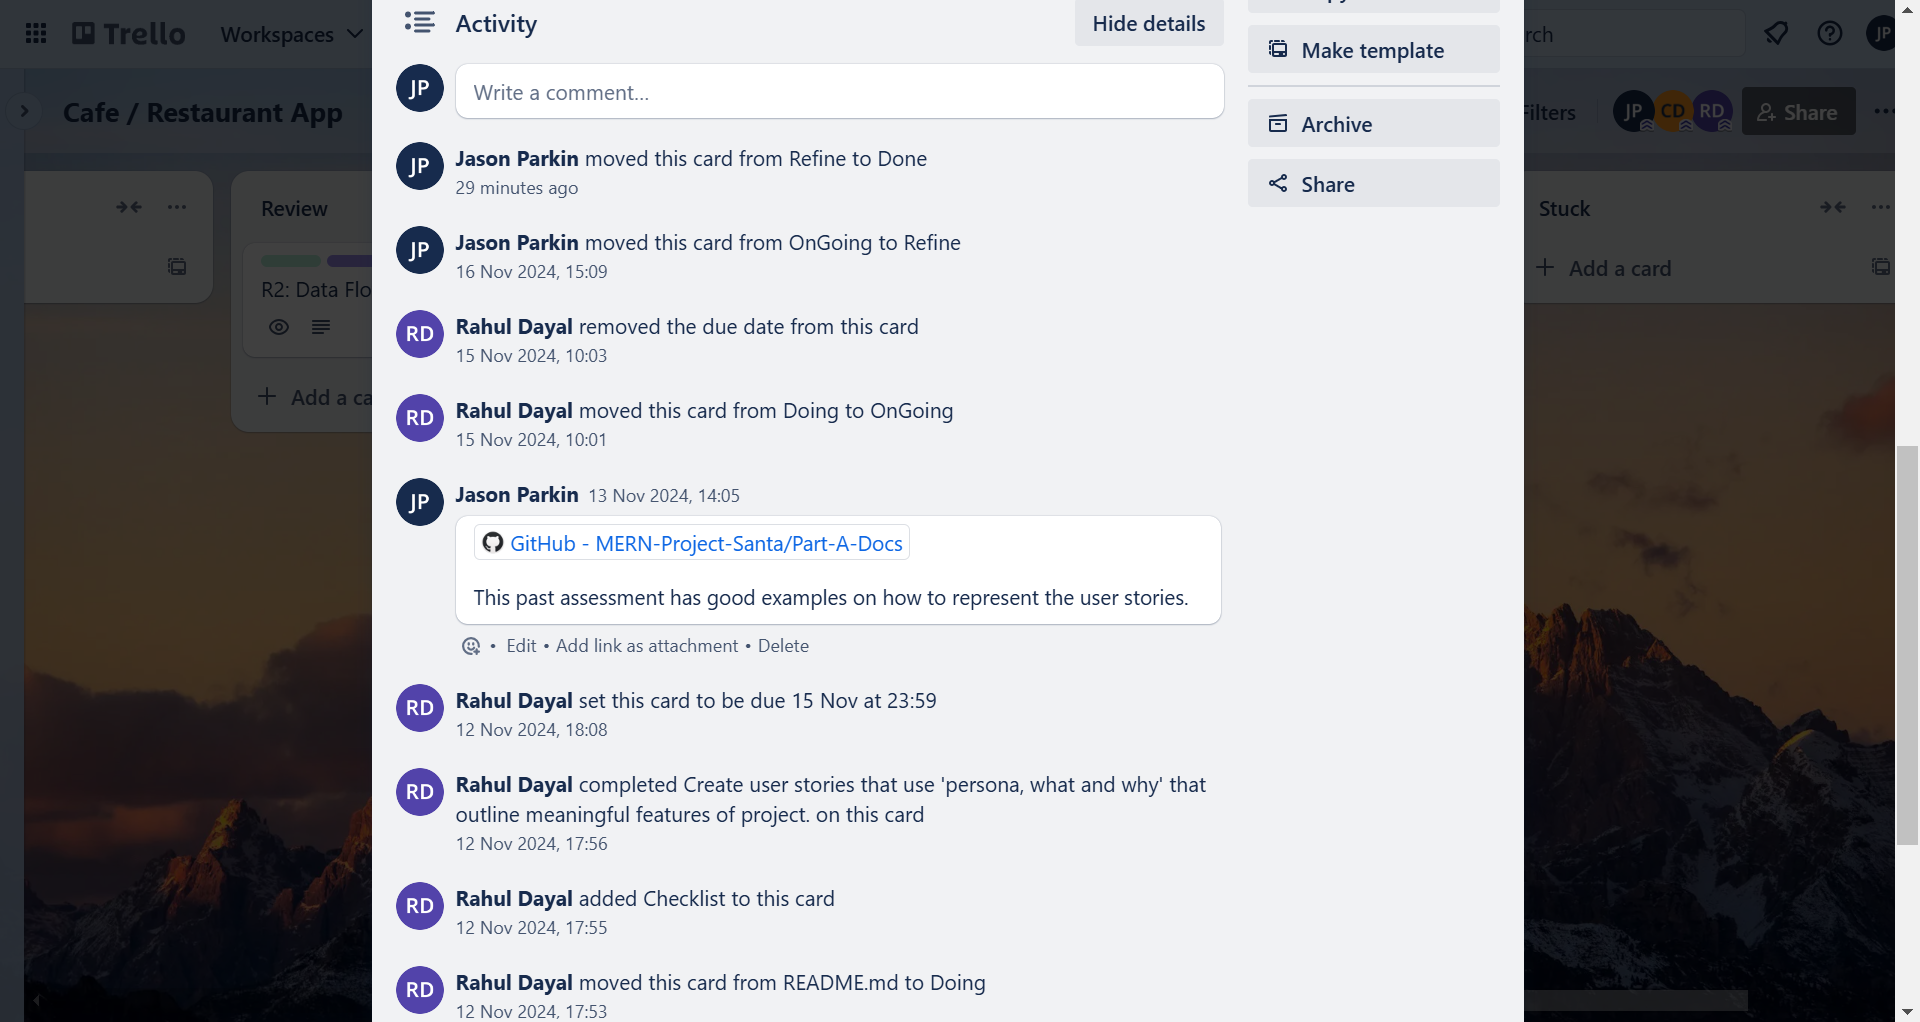 Trello
Workspaces
rch
JP
Cafe / Restaurant App
Filters
JP
CD
RD
Share
Review
R2: Data Flo
Add a ca
Stuck
Add a card
Activity
Hide details
JP
Write a comment...
JP
Jason Parkin moved this card from Refine to Done
29 minutes ago
JP
Jason Parkin moved this card from OnGoing to Refine
16 Nov 2024, 15:09
RD
Rahul Dayal removed the due date from this card
15 Nov 2024, 10:03
RD
Rahul Dayal moved this card from Doing to OnGoing
15 Nov 2024, 10:01
JP
Jason Parkin 13 Nov 2024, 14:05
GitHub - MERN-Project-Santa/Part-A-Docs
This past assessment has good examples on how to represent the user stories.
• Edit • Add link as attachment • Delete
RD
Rahul Dayal set this card to be due 15 Nov at 23:59
12 Nov 2024, 18:08
RD
Rahul Dayal completed Create user stories that use 'persona, what and why' that
outline meaningful features of project. on this card
12 Nov 2024, 17:56
RD
Rahul Dayal added Checklist to this card
12 Nov 2024, 17:55
RD
Rahul Dayal moved this card from README.md to Doing
12 Nov 2024, 17:53
Make template
Archive
Share